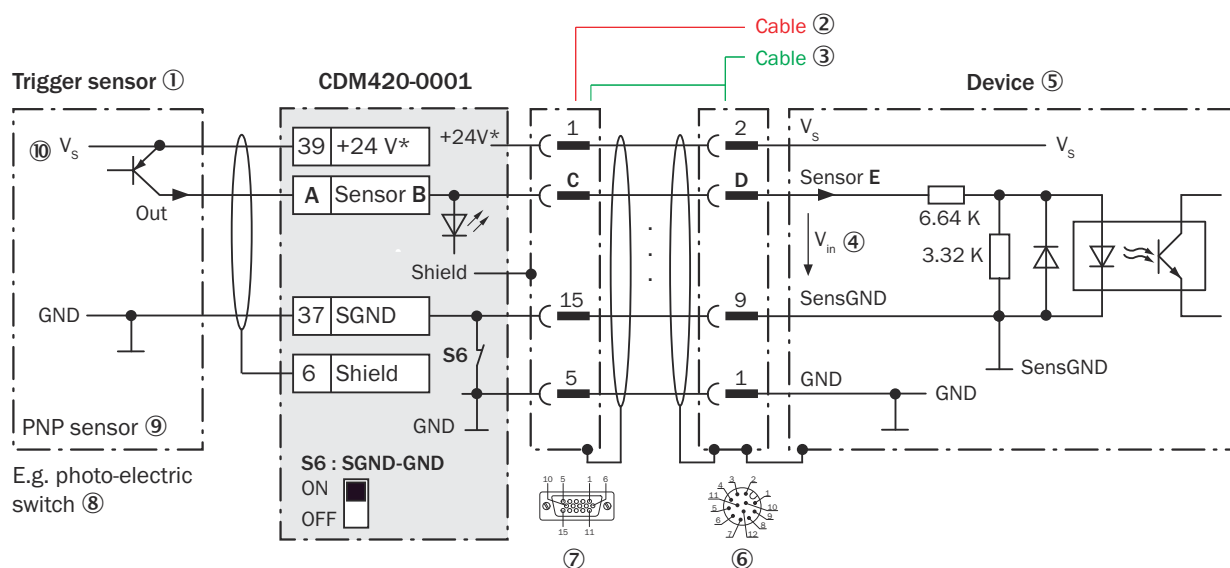 Cable ②
Cable ③
Trigger sensor ①
CDM420-0001
Device ⑤
⑩ Vs
39 +24 V*
+24V*
1
2
Vs
Vs
A Sensor B
C
D
Sensor E
Out
6.64 K
3.32 K
Vin ④
Shield
SensGND
GND
37 SGND
15
9
S6
6 Shield
5
1
GND
GND
SensGND
GND
PNP sensor ⑨
E.g. photo-electric
switch ⑧
S6 : SGND-GND
ON
OFF
10 5 1 6
15 11
⑦
3 2
4 1
11 10
5 9
6 8
7 12
⑥